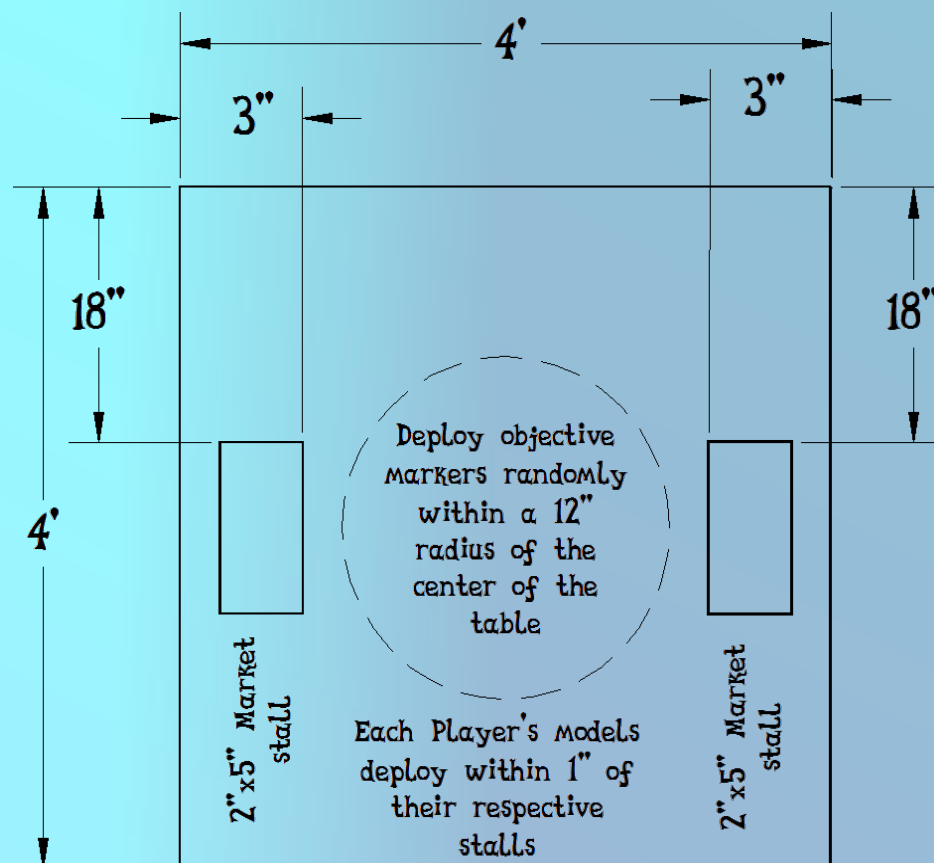 4'
3"
3"
18"
18"
4'
Deploy objective
markers randomly
within a 12"
radius of the
center of the
table
2"x5" Market
stall
Each Player's models
deploy within 1" of
their respective
stalls
2"x5" Market
stall